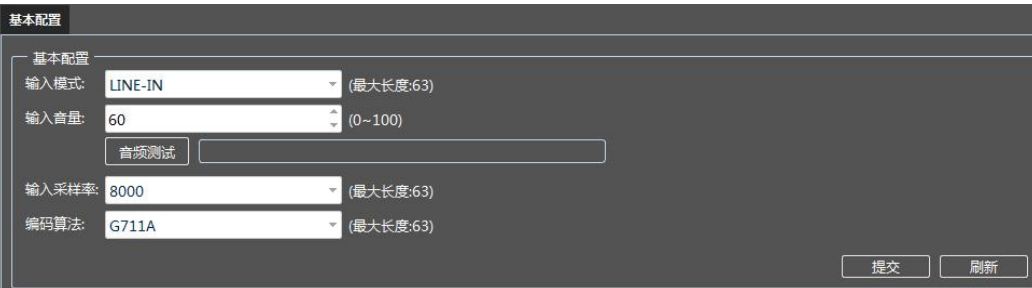 基本配置
基本配置
输入模式: LINE-IN (最大长度:63)
输入音量: 60 (0~100)
音频测试
输入采样率: 8000 (最大长度:63)
编码算法: G711A (最大长度:63)
提交 刷新